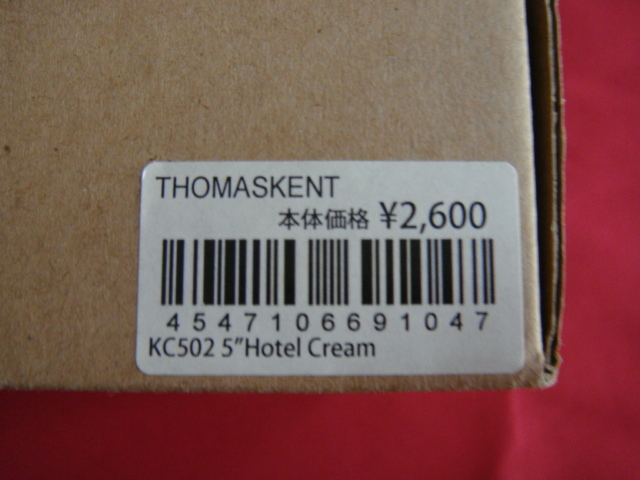 THOMASKENT
本体価格 ¥2,600
4547106691047
KC502 5"Hotel Cream